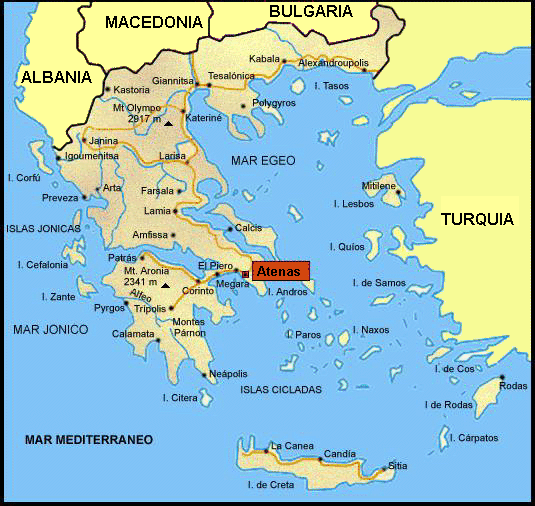 BULGARIA
MACEDONIA
ALBANIA
Kabala
Alexandroupolis
Tesalónica
Giannitsa
Kastoria
I. Tasos
Polygyros
Mt Olympo
2917 m
Kateriné
Janina
Igoumenitsa
Larisa
MAR EGEO
I. Corfú
Arta
Farsala
Preveza
Mitilene
I. Lesbos
Lamia
TURQUIA
ISLAS JONICAS
Calcis
Amfissa
I. Quíos
Patrás
I. Cefalonia
El Piero
Atenas
Mt. Aronia
2341 m
Megara
I. de Samos
Corinto
I. Andros
Alfeo
I. Zante
Pyrgos
Tripolis
Montes
Párnon
MAR JONICO
Calamata
I. Paros
I. Naxos
I. de Cos
Neápolis
Rodas
ISLAS CICLADAS
I. Citera
I de Rodas
MAR MEDITERRANEO
I. Cárpatos
La Canea
Candía
Sitia
I. de Creta